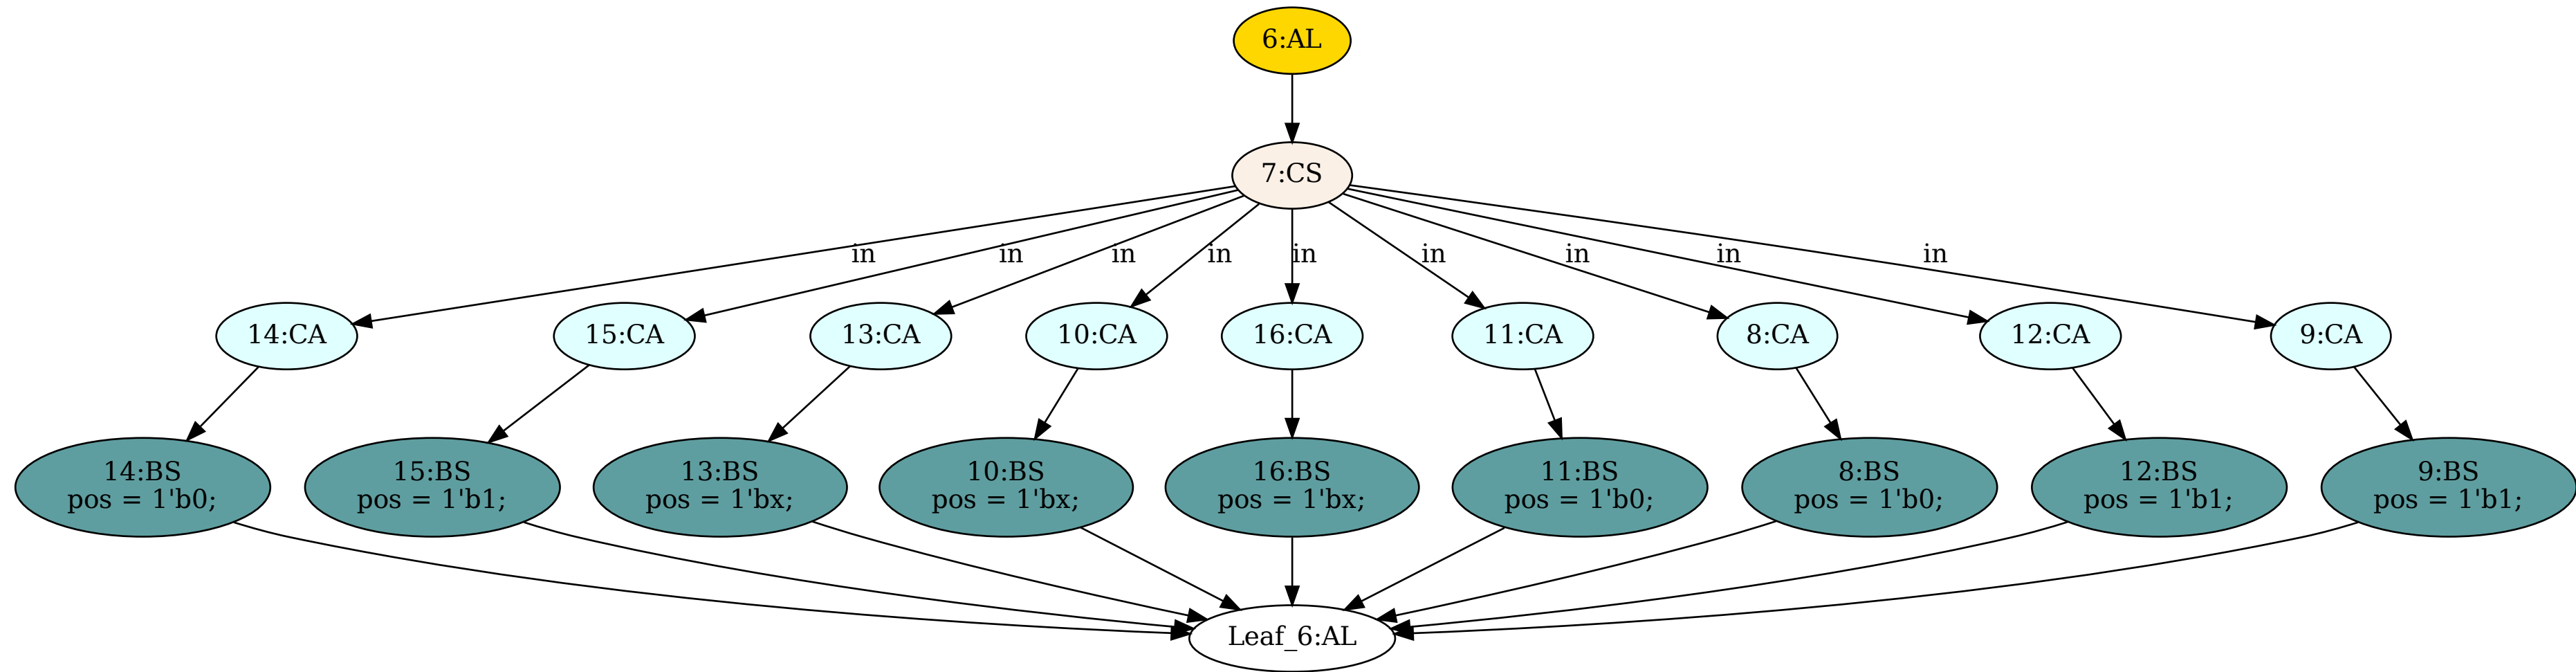 6:AL
7:CS
in
in
in
in
in
in
in
in
in
14:CA
15:CA
13:CA
10:CA
16:CA
11:CA
8:CA
12:CA
9:CA
14:BS
pos = 1'b0;
15:BS
pos = 1'b1;
13:BS
pos = 1'bx;
10:BS
pos = 1'bx;
16:BS
pos = 1'bx;
11:BS
pos = 1'b0;
8:BS
pos = 1'b0;
12:BS
pos = 1'b1;
9:BS
pos = 1'b1;
Leaf_6:AL